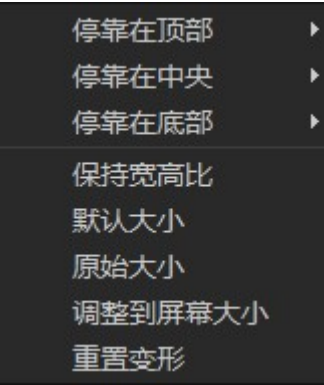 停靠在顶部
停靠在中央
停靠在底部
保持宽高比
默认大小
原始大小
调整到屏幕大小
重置变形